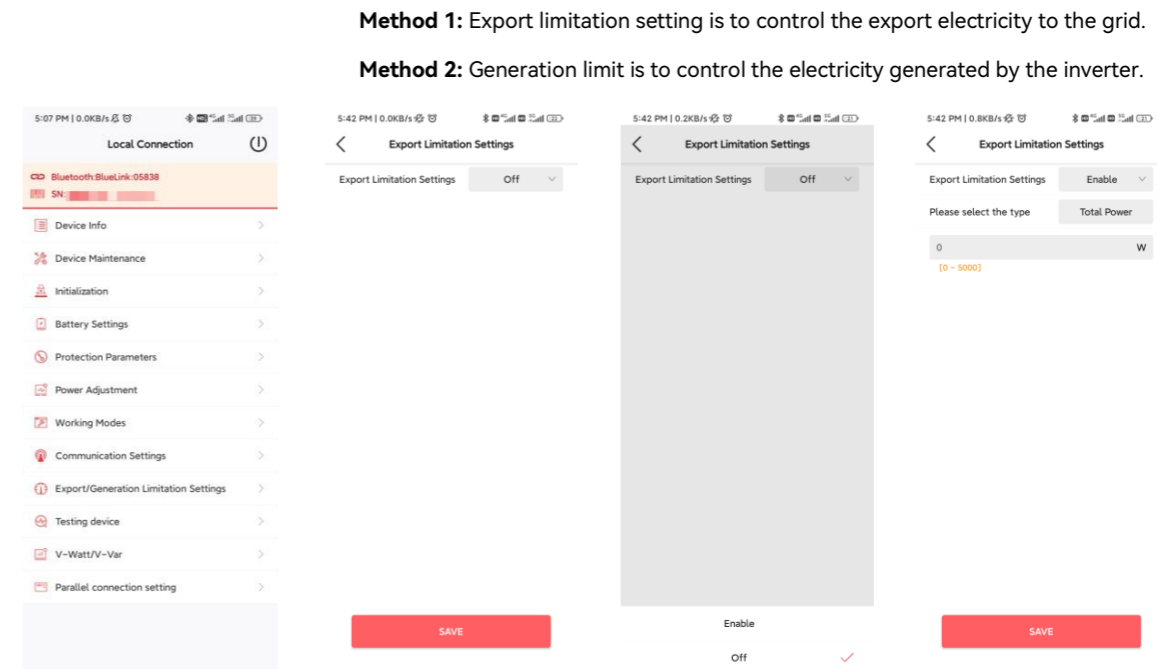 Method 1: Export limitation setting is to control the export electricity to the grid.
Method 2: Generation limit is to control the electricity generated by the inverter.
5:07 PM | 0.0KB/s
Local Connection
Bluetooth:BlueLink:05838
SN:
Device Info
Device Maintenance
Initialization
Battery Settings
Protection Parameters
Power Adjustment
Working Modes
Communication Settings
Export/Generation Limitation Settings
Testing device
V-Watt/V-Var
Parallel connection setting
5:42 PM | 0.0KB/s
Export Limitation Settings
Export Limitation Settings Off
SAVE
5:42 PM | 0.2KB/s
Export Limitation Settings
Export Limitation Settings Off
Enable
Off
5:42 PM | 0.8KB/s
Export Limitation Settings
Export Limitation Settings Enable
Please select the type Total Power
0 W
[0 - 5000]
SAVE